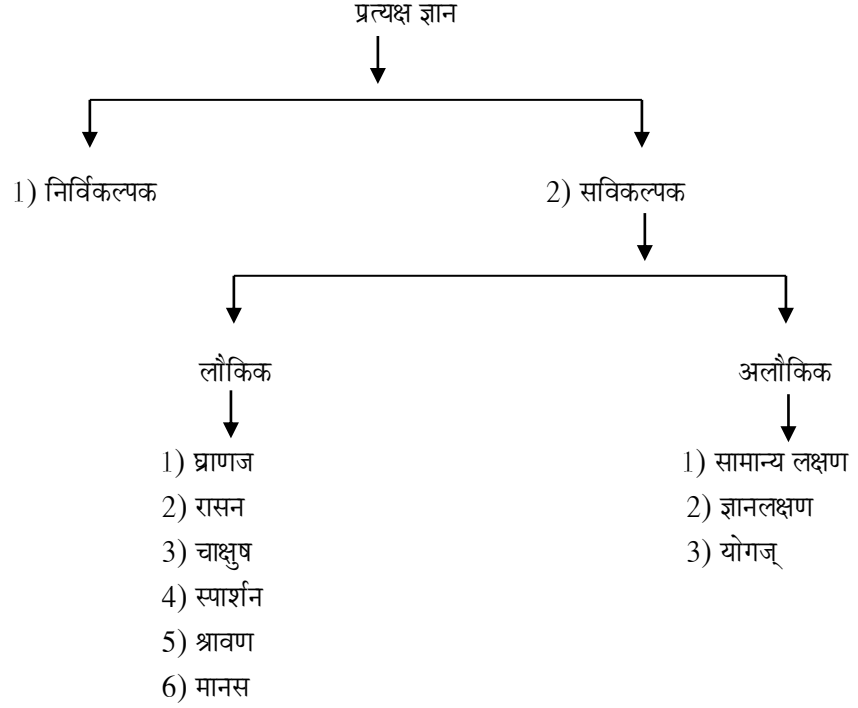 प्रत्यक्ष ज्ञान
1) निर्विकल्पक
2) सविकल्पक
लौकिक
अलौकिक
1) घ्राणज
2) रासन
3) चाक्षुष
4) स्पार्शन
5) श्रावण
6) मानस
1) सामान्य लक्षण
2) ज्ञानलक्षण
3) योगज्